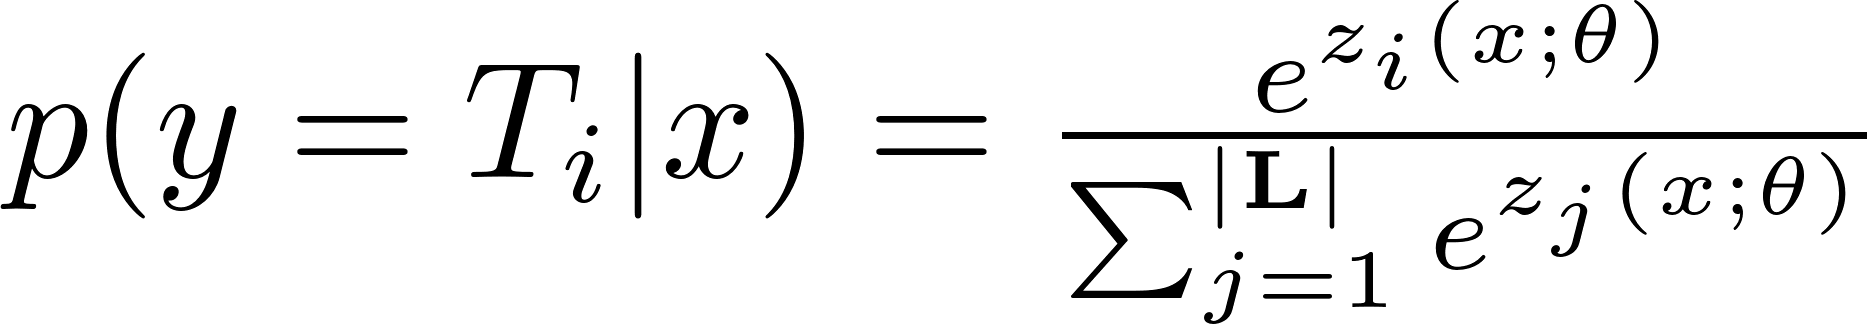 p(y = T_i|x) = \frac{e^{z_i(x;\theta)}}{\sum_{j=1}^{|\mathbf{L}|} e^{z_j(x;\theta)}}